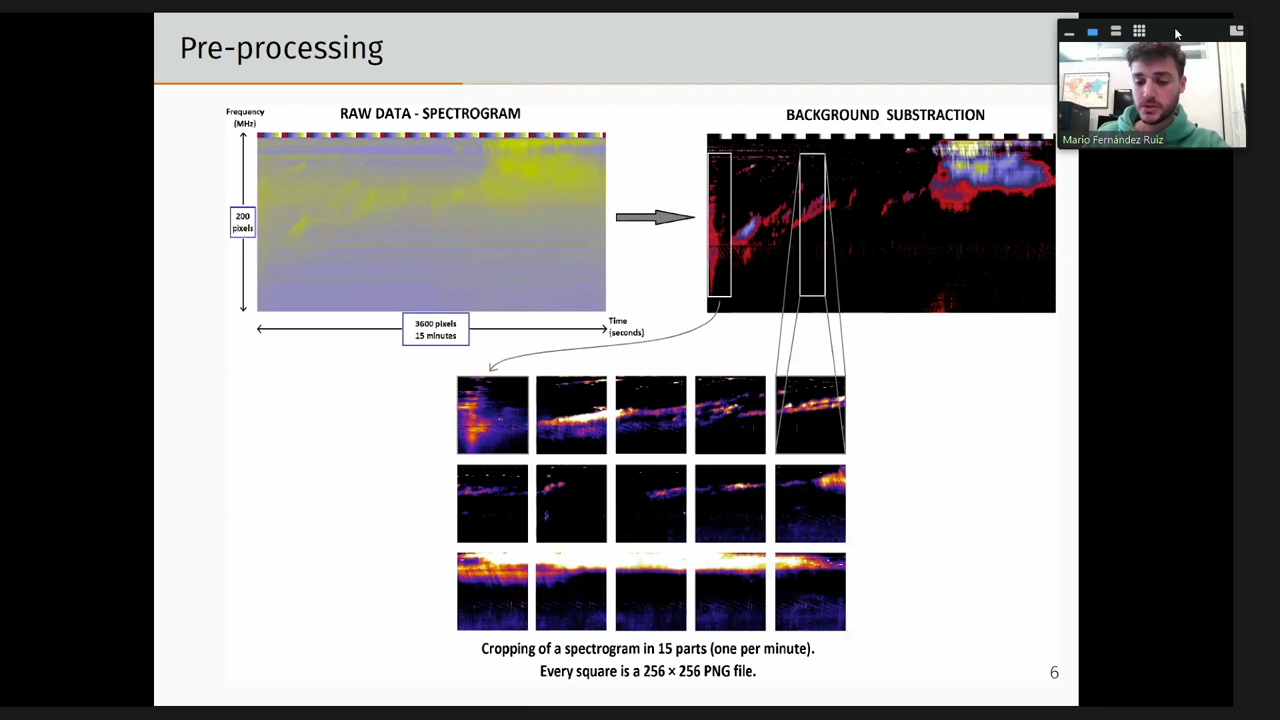 Pre-processing
Frequency
(MHz)
RAW DATA - SPECTROGRAM
BACKGROUND SUBSTRACTION
Mario Fernández Ruiz
200
pixels
3600 pixels
15 minutes
Time
(seconds)
Cropping of a spectrogram in 15 parts (one per minute).
Every square is a 256 × 256 PNG file.
6